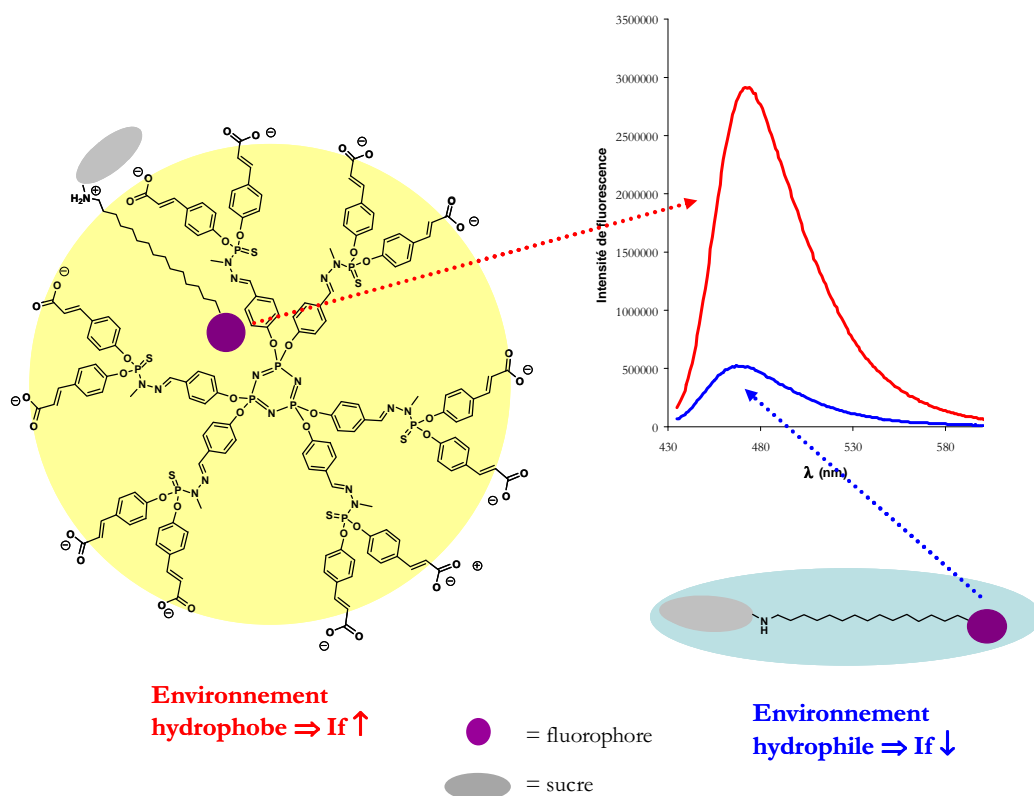 3500000
3000000
2500000
2000000
1500000
1000000
500000
0
Intensité de fluorescence
430
480
530
580
λ (nm)
H₂N
N
H
Environnement
hydrophobe ⇒ If ↑
= fluorophore
= sucre
Environnement
hydrophile ⇒ If ↓